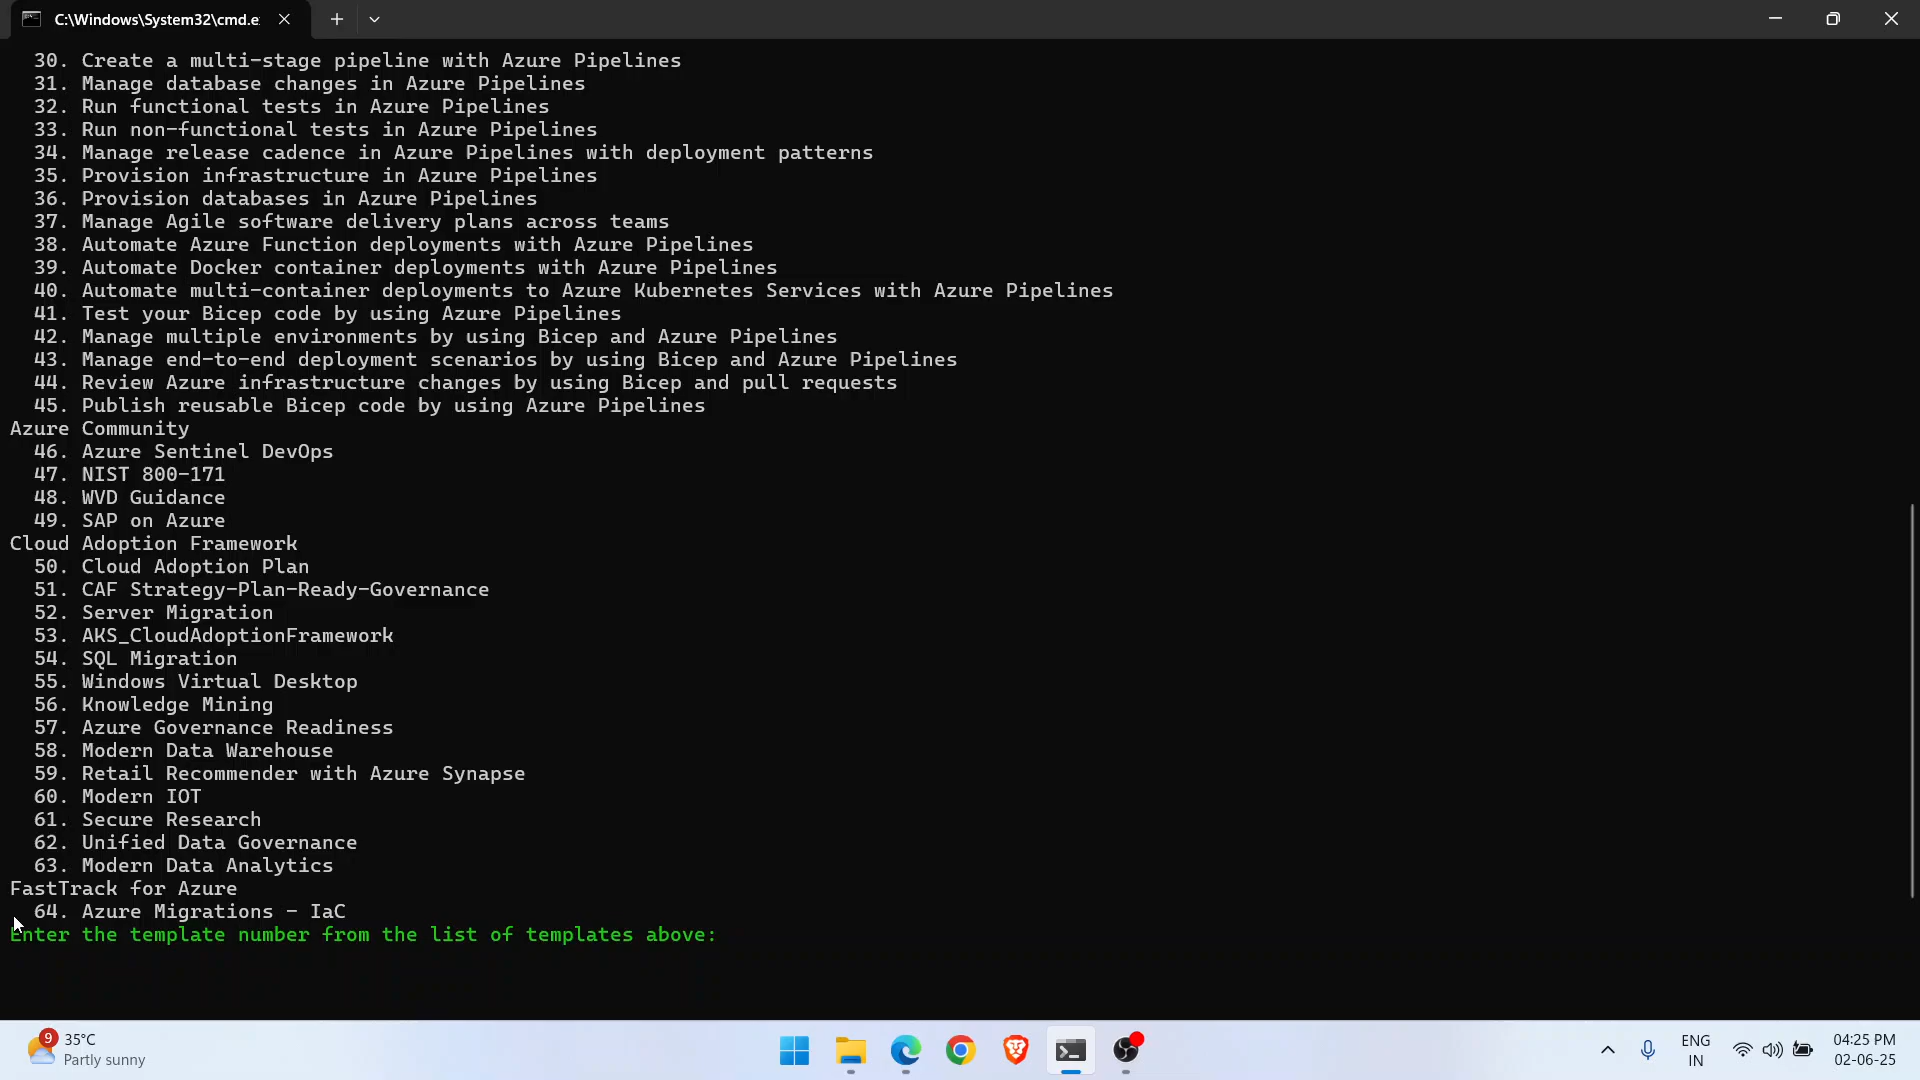 C:\Windows\System32\cmd.e
30. Create a multi-stage pipeline with Azure Pipelines
31. Manage database changes in Azure Pipelines
32. Run functional tests in Azure Pipelines
33. Run non-functional tests in Azure Pipelines
34. Manage release cadence in Azure Pipelines with deployment patterns
35. Provision infrastructure in Azure Pipelines
36. Provision databases in Azure Pipelines
37. Manage Agile software delivery plans across teams
38. Automate Azure Function deployments with Azure Pipelines
39. Automate Docker container deployments with Azure Pipelines
40. Automate multi-container deployments to Azure Kubernetes Services with Azure Pipelines
41. Test your Bicep code by using Azure Pipelines
42. Manage multiple environments by using Bicep and Azure Pipelines
43. Manage end-to-end deployment scenarios by using Bicep and Azure Pipelines
44. Review Azure infrastructure changes by using Bicep and pull requests
45. Publish reusable Bicep code by using Azure Pipelines
Azure Community
46. Azure Sentinel DevOps
47. NIST 800-171
48. WVD Guidance
49. SAP on Azure
Cloud Adoption Framework
50. Cloud Adoption Plan
51. CAF Strategy-Plan-Ready-Governance
52. Server Migration
53. AKS_CloudAdoptionFramework
54. SQL Migration
55. Windows Virtual Desktop
56. Knowledge Mining
57. Azure Governance Readiness
58. Modern Data Warehouse
59. Retail Recommender with Azure Synapse
60. Modern IOT
61. Secure Research
62. Unified Data Governance
63. Modern Data Analytics
FastTrack for Azure
64. Azure Migrations - IaC
Enter the template number from the list of templates above:
9
35°C
Partly sunny
ENG
IN
04:25 PM
02-06-25